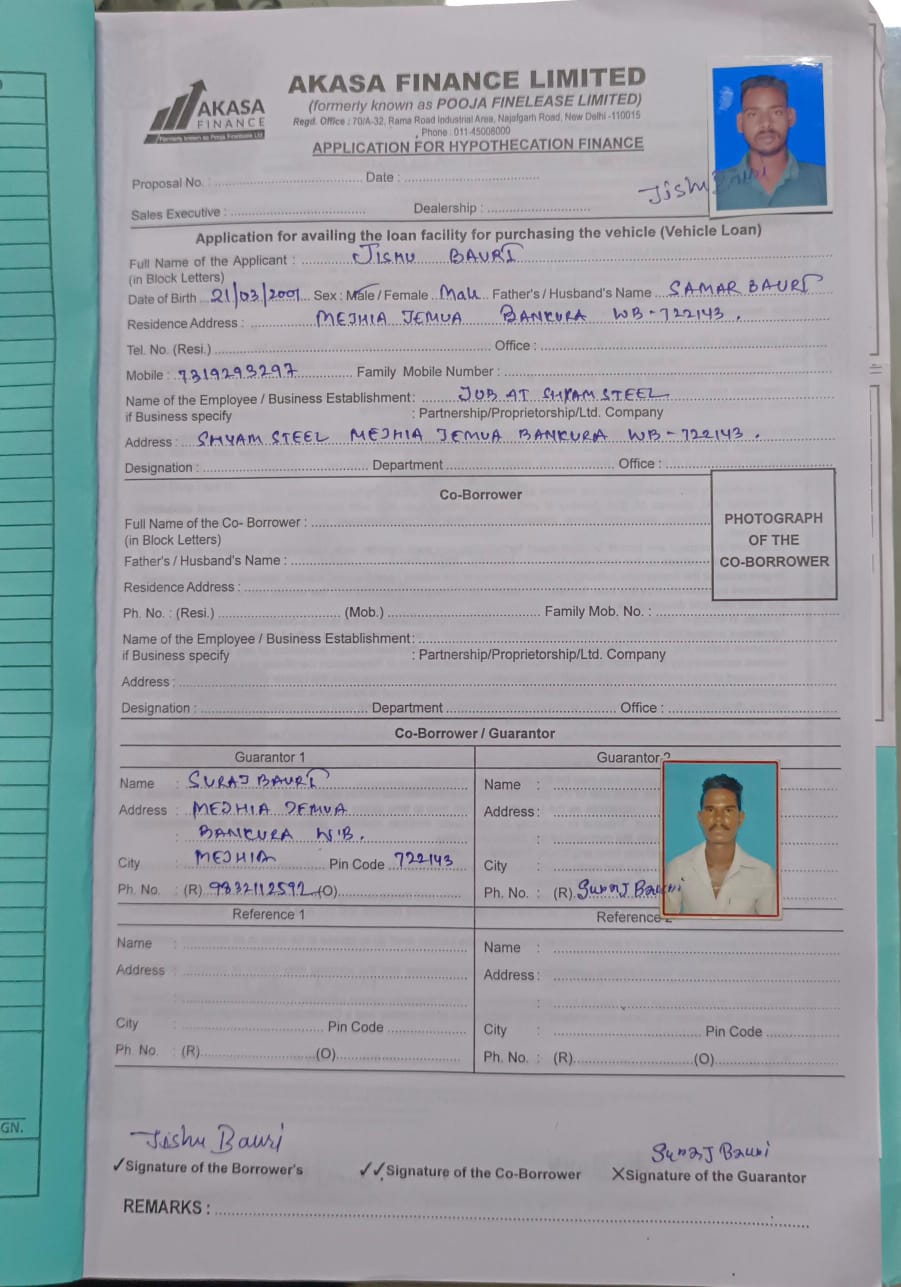 AKASA FINANCE LIMITED
(formerly known as POOJA FINELEASE LIMITED)
AKASA
FINANCE
Regd. Office : 70/A-32, Rama Road Industrial Area, Najafgarh Road, New Delhi -110015
Phone : 011-45008000
APPLICATION FOR HYPOTHECATION FINANCE
Proposal No. : Date :
Jishu Bauri
Sales Executive : Dealership :
Application for availing the loan facility for purchasing the vehicle (Vehicle Loan)
Full Name of the Applicant : JISHU BAURI
(in Block Letters)
Date of Birth 21/03/2001 Sex : Male / Female Male Father's / Husband's Name SAMAR BAURI
Residence Address : MEJHIA JEMUA BANKURA WB - 722143.
Tel. No. (Resi.) Office :
Mobile : 7319293297 Family Mobile Number :
Name of the Employee / Business Establishment: JOB AT SHYAM STEEL
if Business specify : Partnership/Proprietorship/Ltd. Company
Address : SHYAM STEEL MEJHIA JEMUA BANKURA WB - 722143.
Designation : Department Office :
Co-Borrower
Full Name of the Co- Borrower :
(in Block Letters)
PHOTOGRAPH
OF THE
CO-BORROWER
Father's / Husband's Name :
Residence Address :
Ph. No. : (Resi.) (Mob.) Family Mob. No. :
Name of the Employee / Business Establishment:
if Business specify : Partnership/Proprietorship/Ltd. Company
Address :
Designation : Department Office :
Co-Borrower / Guarantor
Guarantor 1 Guarantor 2
Name : SURAJ BAURI Name :
Address : MEJHIA JEMUA Address :
: BANKURA W.B. :
City : MEJHIA Pin Code 722143 City :
Ph. No. (R) 9832112592 (O) Ph. No. : (R) Suraj Bauri
Reference 1 Reference
Name : Name :
Address : Address :
City : Pin Code City : Pin Code
Ph. No. : (R) (O) Ph. No. : (R) (O)
Jishu Bauri Suraj Bauri
✓Signature of the Borrower's ✓✓Signature of the Co-Borrower XSignature of the Guarantor
REMARKS :
GN.